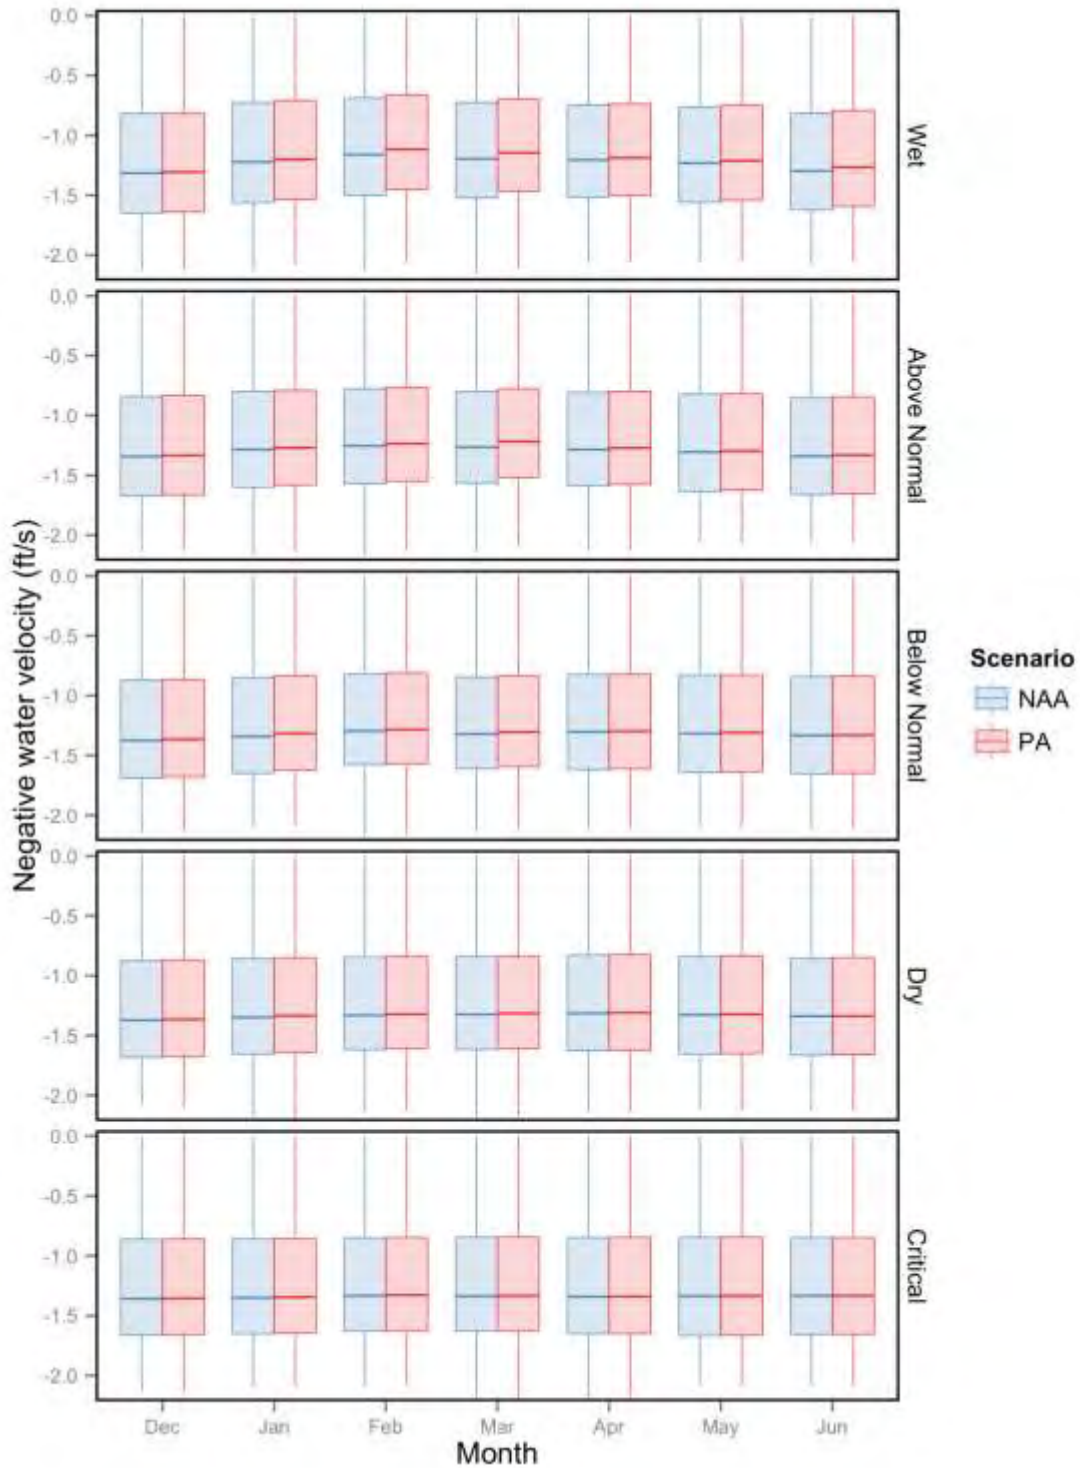 0.0
-0.5
-1.0
-1.5
-2.0
Wet
0.0
-0.5
-1.0
-1.5
-2.0
Above Normal
0.0
-0.5
-1.0
-1.5
-2.0
Below Normal
0.0
-0.5
-1.0
-1.5
-2.0
Dry
0.0
-0.5
-1.0
-1.5
-2.0
Critical
Negative water velocity (ft/s)
Dec Jan Feb Mar Apr May Jun
Month
Scenario
NAA
PA